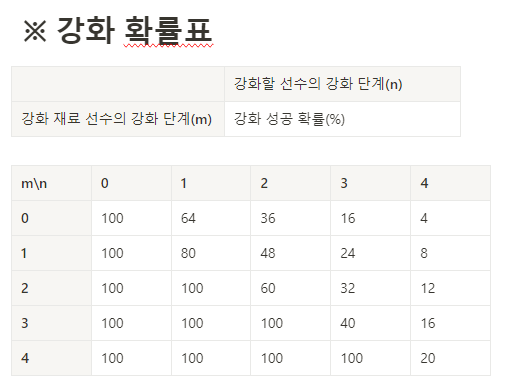 ※ 강화 확률표
강화할 선수의 강화 단계(n)
강화 재료 선수의 강화 단계(m) 강화 성공 확률(%)
m\n 0 1 2 3 4
0 100 64 36 16 4
1 100 80 48 24 8
2 100 100 60 32 12
3 100 100 100 40 16
4 100 100 100 100 20